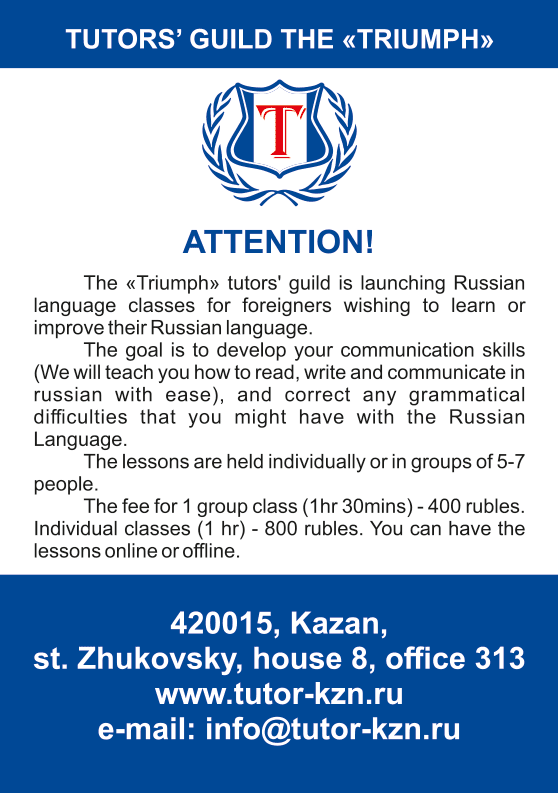 TUTORS’ GUILD THE «TRIUMPH»
T
ATTENTION!
The «Triumph» tutors' guild is launching Russian
language classes for foreigners wishing to learn or
improve their Russian language.
The goal is to develop your communication skills
(We will teach you how to read, write and communicate in
russian with ease), and correct any grammatical
difficulties that you might have with the Russian
Language.
The lessons are held individually or in groups of 5-7
people.
The fee for 1 group class (1hr 30mins) - 400 rubles.
Individual classes (1 hr) - 800 rubles. You can have the
lessons online or offline.
420015, Kazan,
st. Zhukovsky, house 8, office 313
www.tutor-kzn.ru
e-mail: info@tutor-kzn.ru